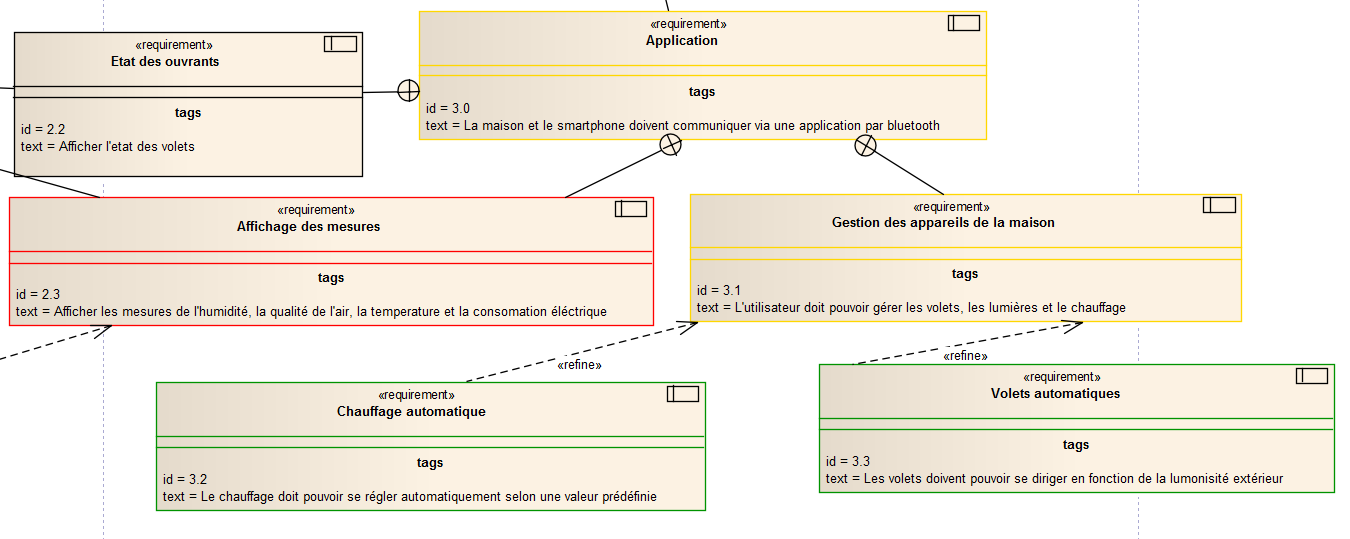 «requirement»
Etat des ouvrants
tags
id = 2.2
text = Afficher l'etat des volets
«requirement»
Application
tags
id = 3.0
text = La maison et le smartphone doivent communiquer via une application par bluetooth
«requirement»
Affichage des mesures
tags
id = 2.3
text = Afficher les mesures de l'humidité, la qualité de l'air, la temperature et la consomation éléctrique
«requirement»
Gestion des appareils de la maison
tags
id = 3.1
text = L'utilisateur doit pouvoir gérer les volets, les lumières et le chauffage
«refine»
«refine»
«requirement»
Chauffage automatique
tags
id = 3.2
text = Le chauffage doit pouvoir se régler automatiquement selon une valeur prédéfinie
«requirement»
Volets automatiques
tags
id = 3.3
text = Les volets doivent pouvoir se diriger en fonction de la lumonisité extérieur